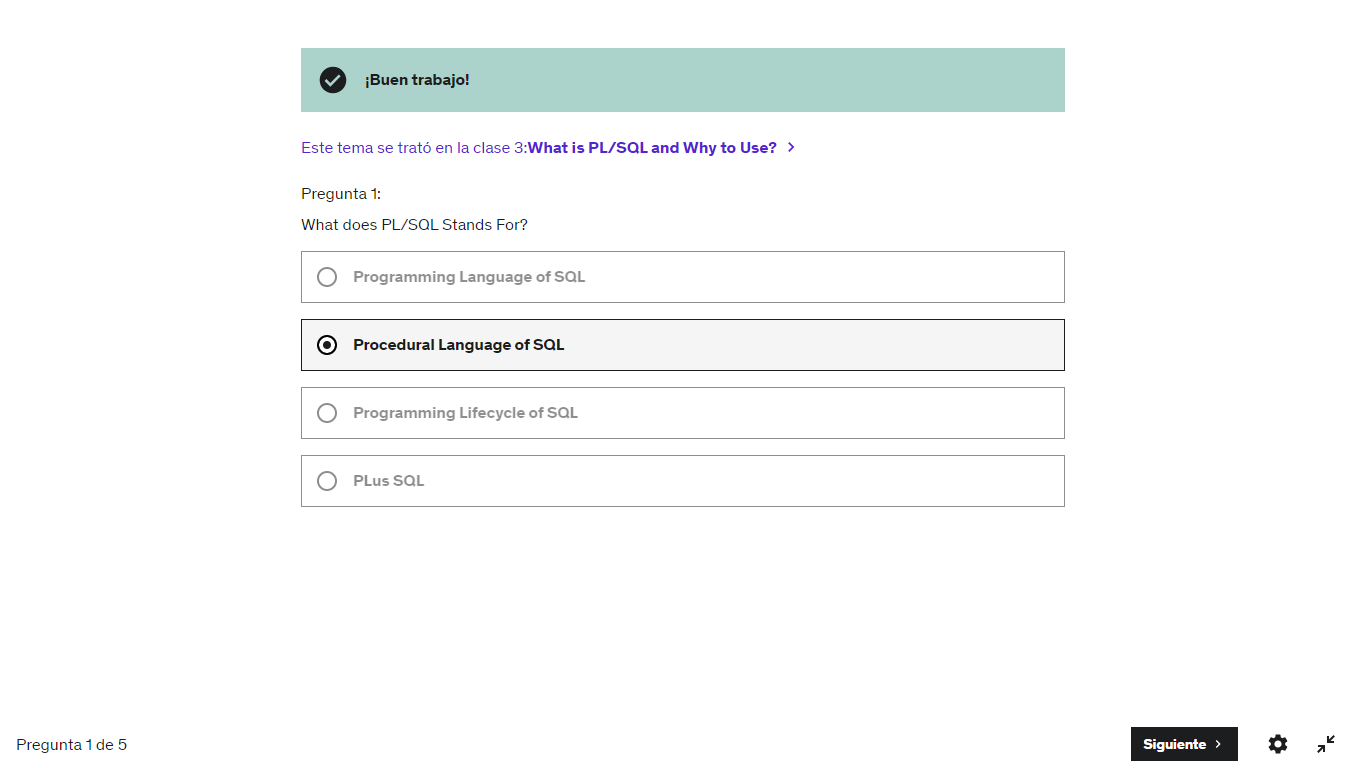 ¡Buen trabajo!
Este tema se trató en la clase 3:What is PL/SQL and Why to Use?
Pregunta 1:
What does PL/SQL Stands For?
Programming Language of SQL
Procedural Language of SQL
Programming Lifecycle of SQL
PLus SQL
Pregunta 1 de 5
Siguiente